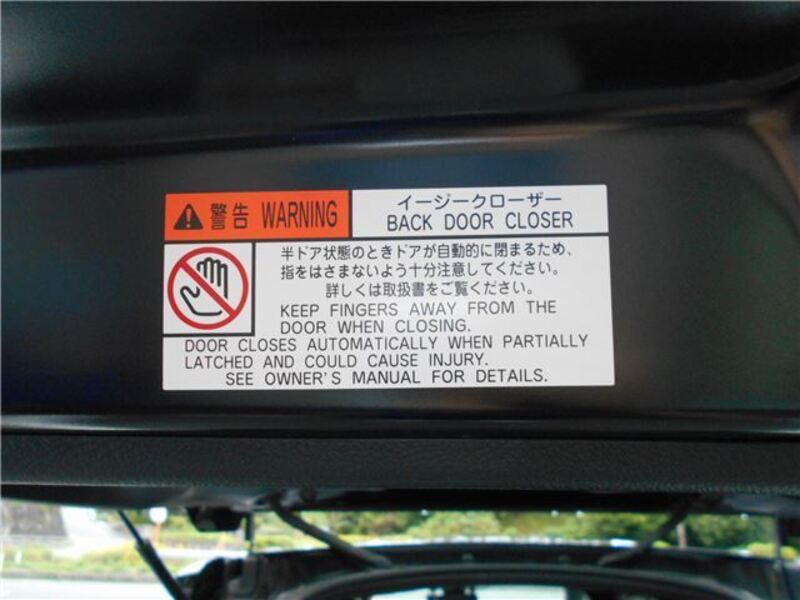 警告 WARNING
イージークローザー
BACK DOOR CLOSER
半ドア状態のときドアが自動的に閉まるため、
指をはさまないよう十分注意してください。
詳しくは取扱書をご覧ください。
KEEP FINGERS AWAY FROM THE
DOOR WHEN CLOSING.
DOOR CLOSES AUTOMATICALLY WHEN PARTIALLY
LATCHED AND COULD CAUSE INJURY.
SEE OWNER'S MANUAL FOR DETAILS.